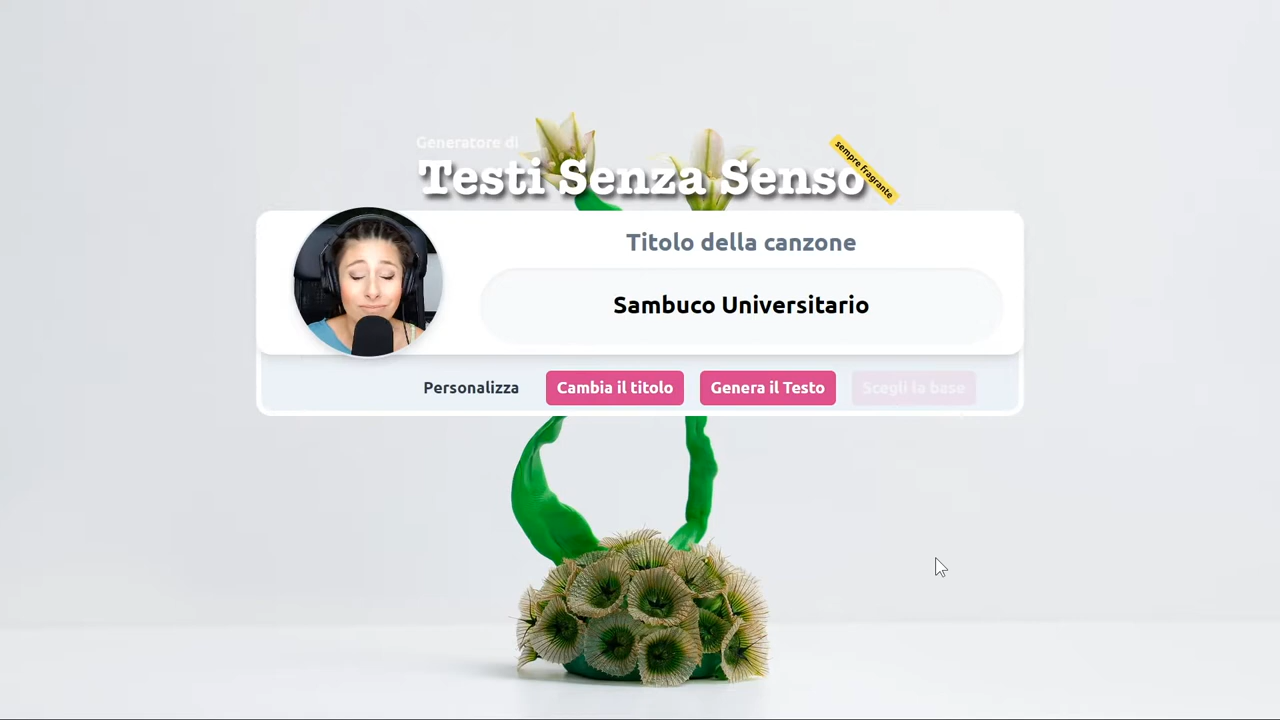 Generatore di
Testi Senza Senso
sempre fragrante
Titolo della canzone
Sambuco Universitario
Personalizza Cambia il titolo Genera il Testo Scegli la base